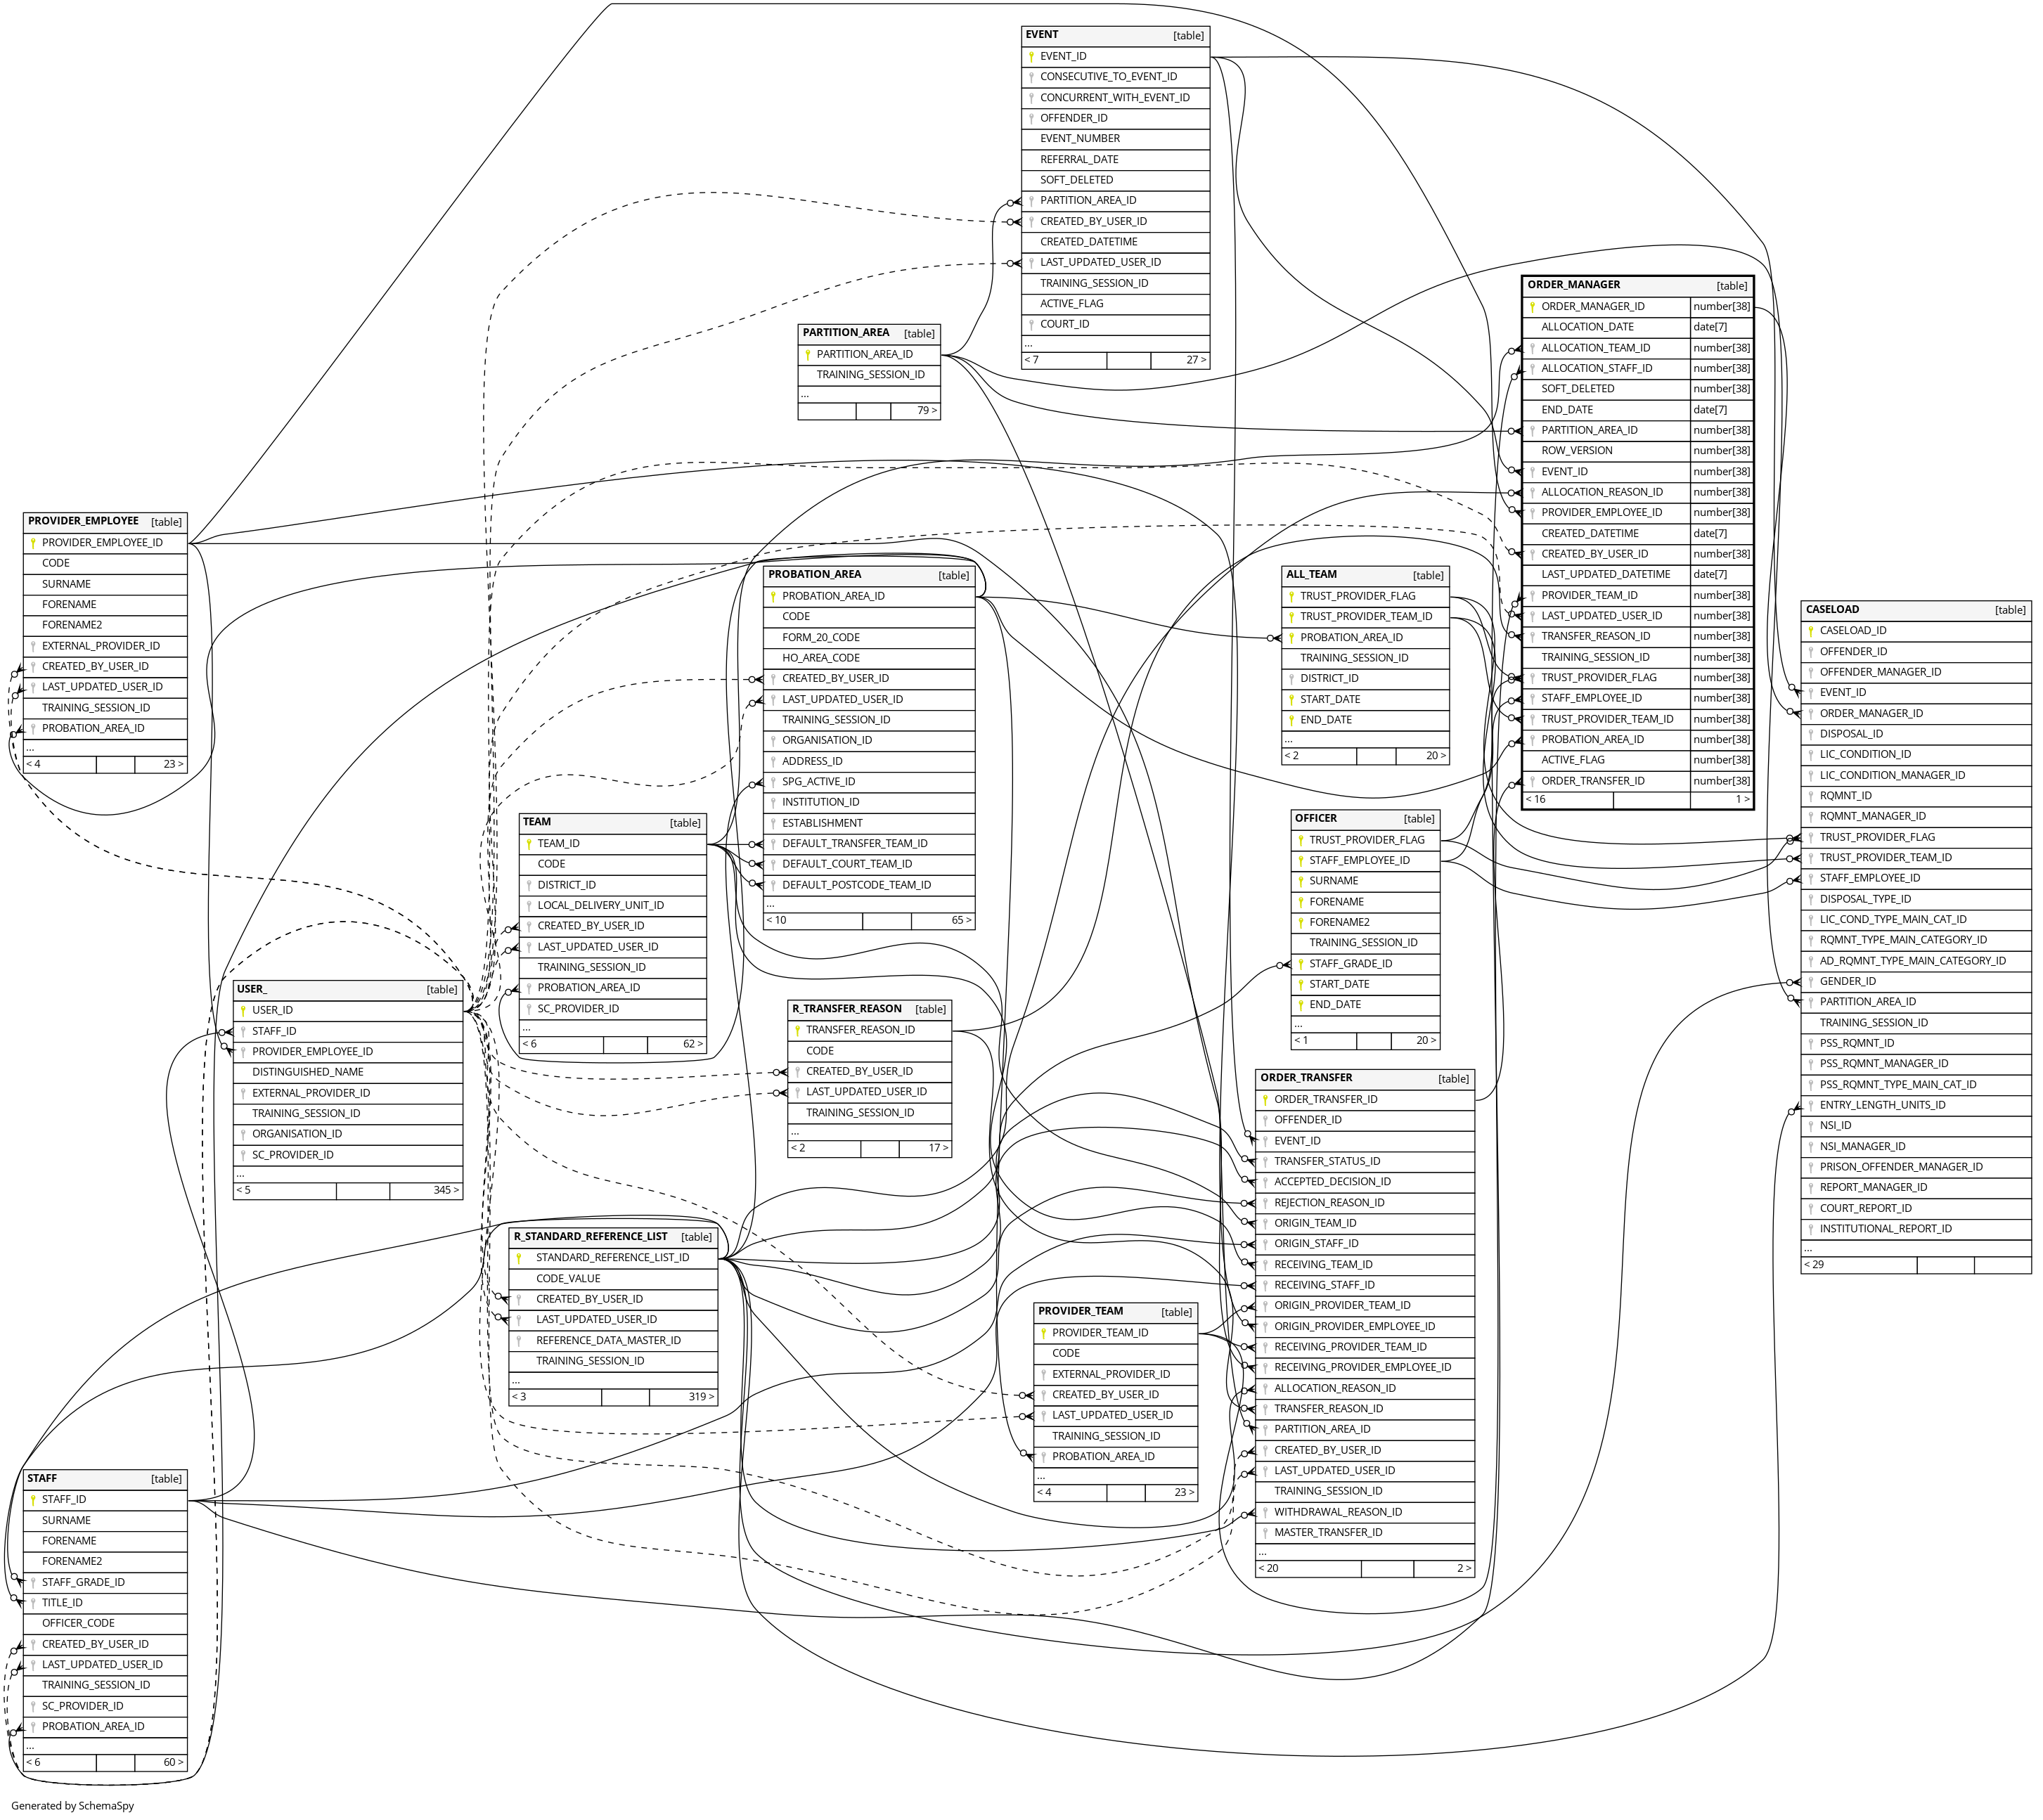 EVENT [table]
EVENT_ID
CONSECUTIVE_TO_EVENT_ID
CONCURRENT_WITH_EVENT_ID
OFFENDER_ID
EVENT_NUMBER
REFERRAL_DATE
SOFT_DELETED
PARTITION_AREA_ID
CREATED_BY_USER_ID
CREATED_DATETIME
LAST_UPDATED_USER_ID
TRAINING_SESSION_ID
ACTIVE_FLAG
COURT_ID
...
< 7 27 >
PARTITION_AREA [table]
PARTITION_AREA_ID
TRAINING_SESSION_ID
...
79 >
ORDER_MANAGER [table]
ORDER_MANAGER_ID number[38]
ALLOCATION_DATE date[7]
ALLOCATION_TEAM_ID number[38]
ALLOCATION_STAFF_ID number[38]
SOFT_DELETED number[38]
END_DATE date[7]
PARTITION_AREA_ID number[38]
ROW_VERSION number[38]
EVENT_ID number[38]
ALLOCATION_REASON_ID number[38]
PROVIDER_EMPLOYEE_ID number[38]
CREATED_DATETIME date[7]
CREATED_BY_USER_ID number[38]
LAST_UPDATED_DATETIME date[7]
PROVIDER_TEAM_ID number[38]
LAST_UPDATED_USER_ID number[38]
TRANSFER_REASON_ID number[38]
TRAINING_SESSION_ID number[38]
TRUST_PROVIDER_FLAG number[38]
STAFF_EMPLOYEE_ID number[38]
TRUST_PROVIDER_TEAM_ID number[38]
PROBATION_AREA_ID number[38]
ACTIVE_FLAG number[38]
ORDER_TRANSFER_ID number[38]
< 16 1 >
PROVIDER_EMPLOYEE [table]
PROVIDER_EMPLOYEE_ID
CODE
SURNAME
FORENAME
FORENAME2
EXTERNAL_PROVIDER_ID
CREATED_BY_USER_ID
LAST_UPDATED_USER_ID
TRAINING_SESSION_ID
PROBATION_AREA_ID
...
< 4 23 >
PROBATION_AREA [table]
PROBATION_AREA_ID
CODE
FORM_20_CODE
HO_AREA_CODE
CREATED_BY_USER_ID
LAST_UPDATED_USER_ID
TRAINING_SESSION_ID
ORGANISATION_ID
ADDRESS_ID
SPG_ACTIVE_ID
INSTITUTION_ID
ESTABLISHMENT
DEFAULT_TRANSFER_TEAM_ID
DEFAULT_COURT_TEAM_ID
DEFAULT_POSTCODE_TEAM_ID
...
< 10 65 >
ALL_TEAM [table]
TRUST_PROVIDER_FLAG
TRUST_PROVIDER_TEAM_ID
PROBATION_AREA_ID
TRAINING_SESSION_ID
DISTRICT_ID
START_DATE
END_DATE
...
< 2 20 >
CASELOAD [table]
CASELOAD_ID
OFFENDER_ID
OFFENDER_MANAGER_ID
EVENT_ID
ORDER_MANAGER_ID
DISPOSAL_ID
LIC_CONDITION_ID
LIC_CONDITION_MANAGER_ID
RQMNT_ID
RQMNT_MANAGER_ID
TRUST_PROVIDER_FLAG
TRUST_PROVIDER_TEAM_ID
STAFF_EMPLOYEE_ID
DISPOSAL_TYPE_ID
LIC_COND_TYPE_MAIN_CAT_ID
RQMNT_TYPE_MAIN_CATEGORY_ID
AD_RQMNT_TYPE_MAIN_CATEGORY_ID
GENDER_ID
PARTITION_AREA_ID
TRAINING_SESSION_ID
PSS_RQMNT_ID
PSS_RQMNT_MANAGER_ID
PSS_RQMNT_TYPE_MAIN_CAT_ID
ENTRY_LENGTH_UNITS_ID
NSI_ID
NSI_MANAGER_ID
PRISON_OFFENDER_MANAGER_ID
REPORT_MANAGER_ID
COURT_REPORT_ID
INSTITUTIONAL_REPORT_ID
...
< 29
TEAM [table]
TEAM_ID
CODE
DISTRICT_ID
LOCAL_DELIVERY_UNIT_ID
CREATED_BY_USER_ID
LAST_UPDATED_USER_ID
TRAINING_SESSION_ID
PROBATION_AREA_ID
SC_PROVIDER_ID
...
< 6 62 >
OFFICER [table]
TRUST_PROVIDER_FLAG
STAFF_EMPLOYEE_ID
SURNAME
FORENAME
FORENAME2
TRAINING_SESSION_ID
STAFF_GRADE_ID
START_DATE
END_DATE
...
< 1 20 >
USER_ [table]
USER_ID
STAFF_ID
PROVIDER_EMPLOYEE_ID
DISTINGUISHED_NAME
EXTERNAL_PROVIDER_ID
TRAINING_SESSION_ID
ORGANISATION_ID
SC_PROVIDER_ID
...
< 5 345 >
R_TRANSFER_REASON [table]
TRANSFER_REASON_ID
CODE
CREATED_BY_USER_ID
LAST_UPDATED_USER_ID
TRAINING_SESSION_ID
...
< 2 17 >
ORDER_TRANSFER [table]
ORDER_TRANSFER_ID
OFFENDER_ID
EVENT_ID
TRANSFER_STATUS_ID
ACCEPTED_DECISION_ID
REJECTION_REASON_ID
ORIGIN_TEAM_ID
ORIGIN_STAFF_ID
RECEIVING_TEAM_ID
RECEIVING_STAFF_ID
ORIGIN_PROVIDER_TEAM_ID
ORIGIN_PROVIDER_EMPLOYEE_ID
RECEIVING_PROVIDER_TEAM_ID
RECEIVING_PROVIDER_EMPLOYEE_ID
ALLOCATION_REASON_ID
TRANSFER_REASON_ID
PARTITION_AREA_ID
CREATED_BY_USER_ID
LAST_UPDATED_USER_ID
TRAINING_SESSION_ID
WITHDRAWAL_REASON_ID
MASTER_TRANSFER_ID
...
< 20 2 >
R_STANDARD_REFERENCE_LIST [table]
STANDARD_REFERENCE_LIST_ID
CODE_VALUE
CREATED_BY_USER_ID
LAST_UPDATED_USER_ID
REFERENCE_DATA_MASTER_ID
TRAINING_SESSION_ID
...
< 3 319 >
PROVIDER_TEAM [table]
PROVIDER_TEAM_ID
CODE
EXTERNAL_PROVIDER_ID
CREATED_BY_USER_ID
LAST_UPDATED_USER_ID
TRAINING_SESSION_ID
PROBATION_AREA_ID
...
< 4 23 >
STAFF [table]
STAFF_ID
SURNAME
FORENAME
FORENAME2
STAFF_GRADE_ID
TITLE_ID
OFFICER_CODE
CREATED_BY_USER_ID
LAST_UPDATED_USER_ID
TRAINING_SESSION_ID
SC_PROVIDER_ID
PROBATION_AREA_ID
...
< 6 60 >
Generated by SchemaSpy